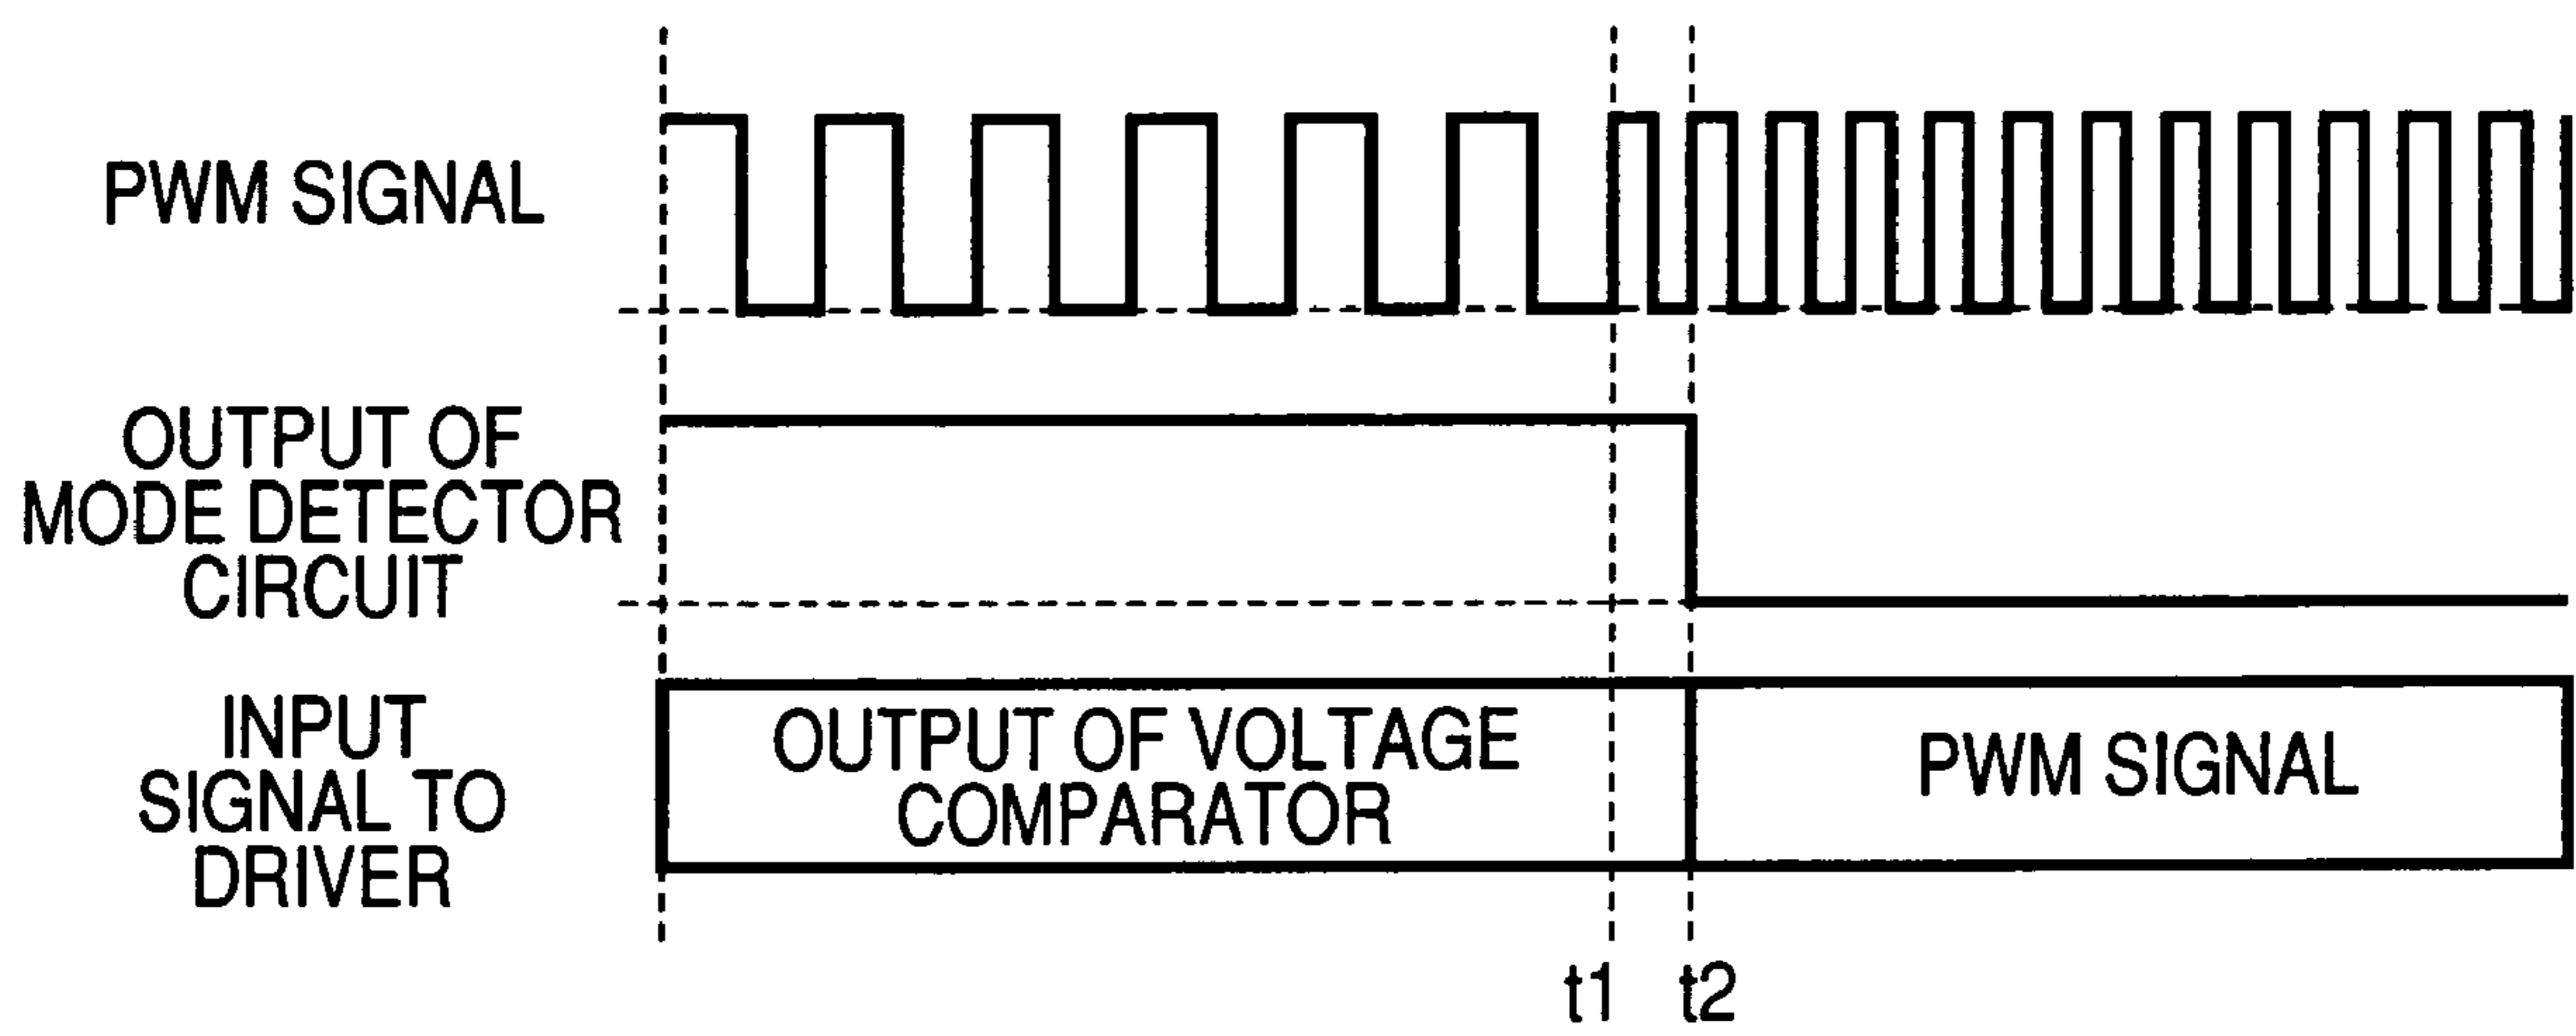 PWM SIGNAL
OUTPUT OF
MODE DETECTOR
CIRCUIT
INPUT
SIGNAL TO
DRIVER
OUTPUT OF VOLTAGE
COMPARATOR
PWM SIGNAL
t1 t2